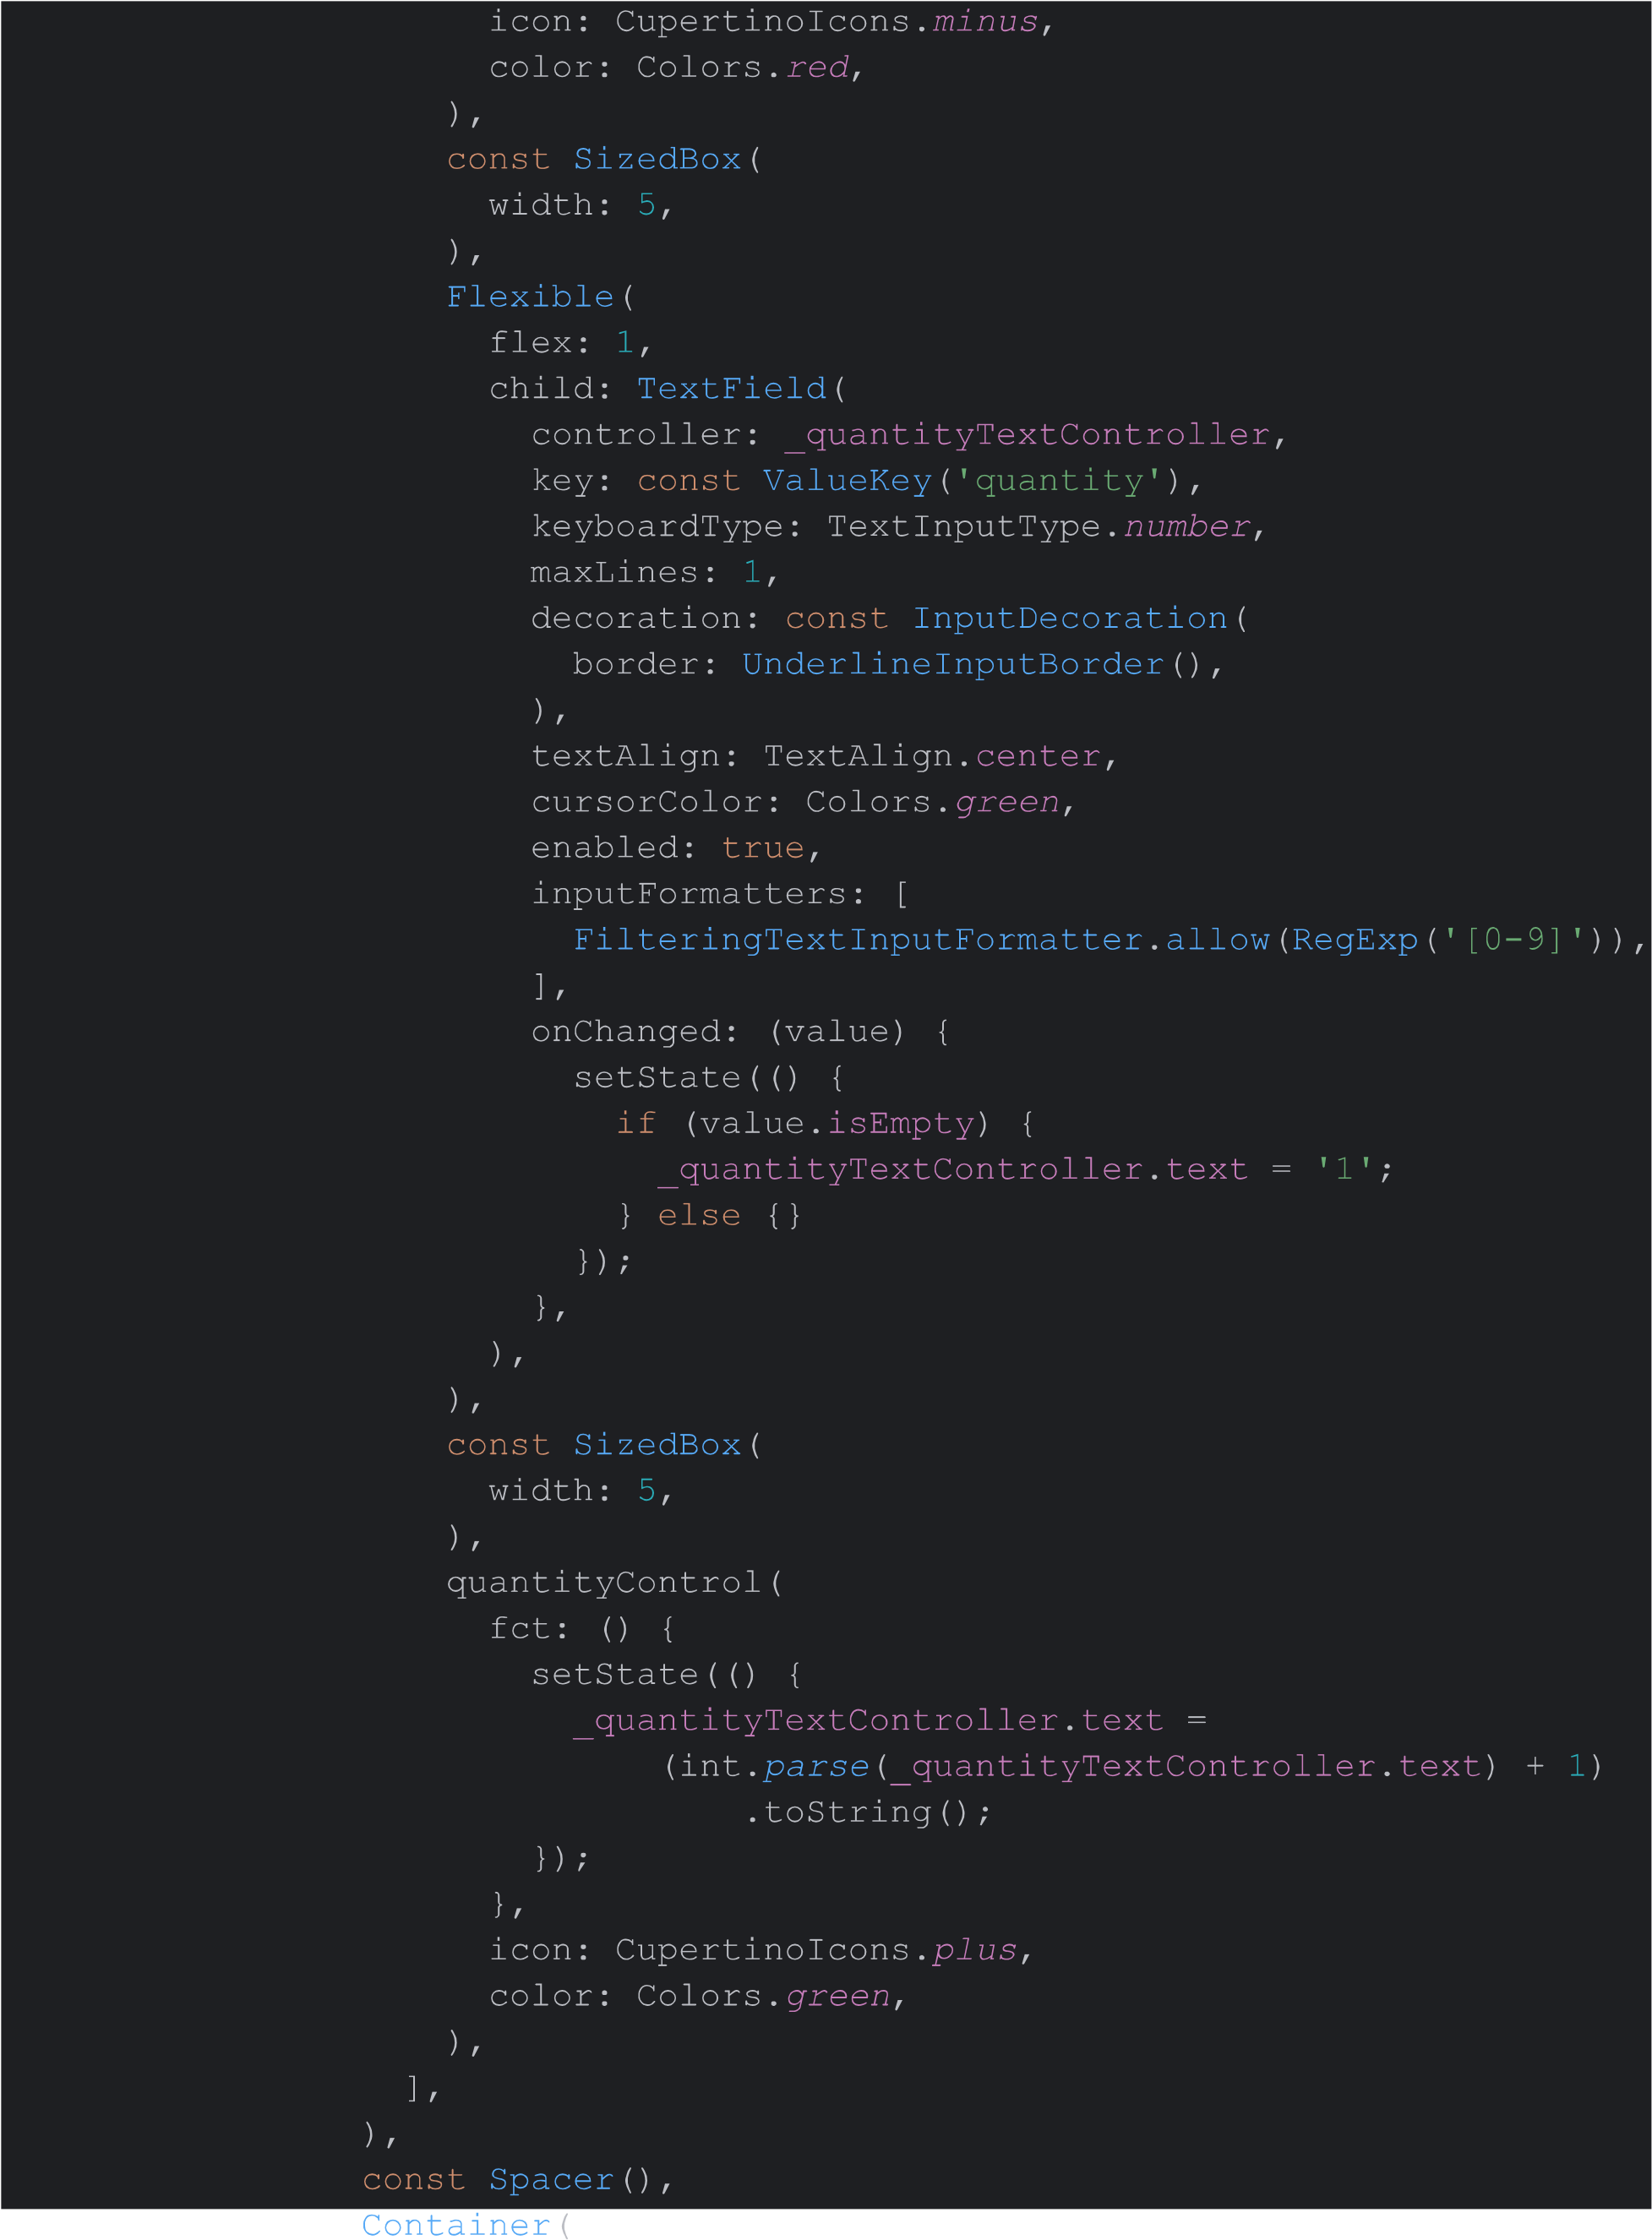 icon: CupertinoIcons.minus,
color: Colors.red,
),
const SizedBox(
width: 5,
),
Flexible(
flex: 1,
child: TextField(
controller: _quantityTextController,
key: const ValueKey('quantity'),
keyboardType: TextInputType.number,
maxLines: 1,
decoration: const InputDecoration(
border: UnderlineInputBorder(),
),
textAlign: TextAlign.center,
cursorColor: Colors.green,
enabled: true,
inputFormatters: [
FilteringTextInputFormatter.allow(RegExp('[0-9]')),
],
onChanged: (value) {
setState(() {
if (value.isEmpty) {
_quantityTextController.text = '1';
} else {}
});
},
),
),
const SizedBox(
width: 5,
),
quantityControl(
fct: () {
setState(() {
_quantityTextController.text =
(int.parse(_quantityTextController.text) + 1)
.toString();
});
},
icon: CupertinoIcons.plus,
color: Colors.green,
),
],
),
const Spacer(),
Container(